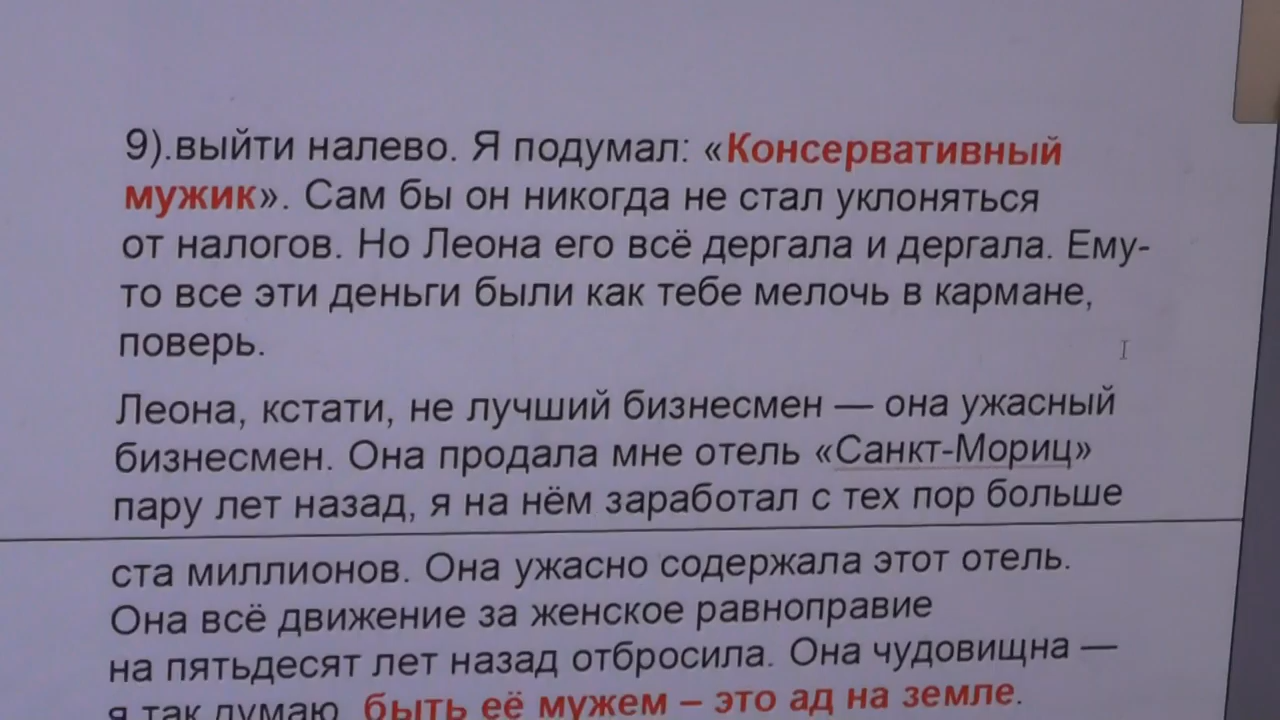 9).выйти налево. Я подумал: «Консервативный
мужик». Сам бы он никогда не стал уклоняться
от налогов. Но Леона его всё дергала и дергала. Ему-
то все эти деньги были как тебе мелочь в кармане,
поверь.
Леона, кстати, не лучший бизнесмен — она ужасный
бизнесмен. Она продала мне отель «Санкт-Мориц»
пару лет назад, я на нём заработал с тех пор больше
ста миллионов. Она ужасно содержала этот отель.
Она всё движение за женское равноправие
на пятьдесят лет назад отбросила. Она чудовищна —
я так думаю, быть её мужем – это ад на земле.